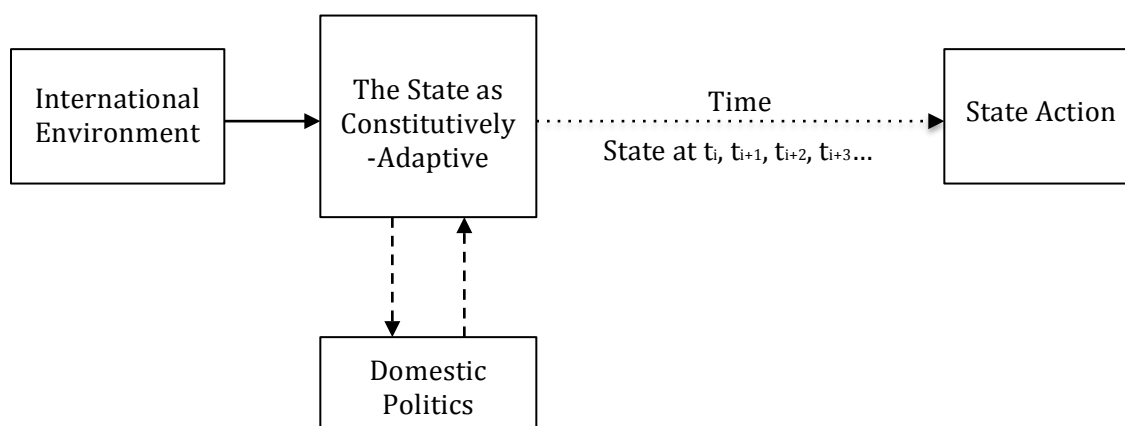 International
Environment
The State as
Constitutively
-Adaptive
Time
State at tᵢ, tᵢ₊₁, tᵢ₊₂, tᵢ₊₃…
State Action
Domestic
Politics